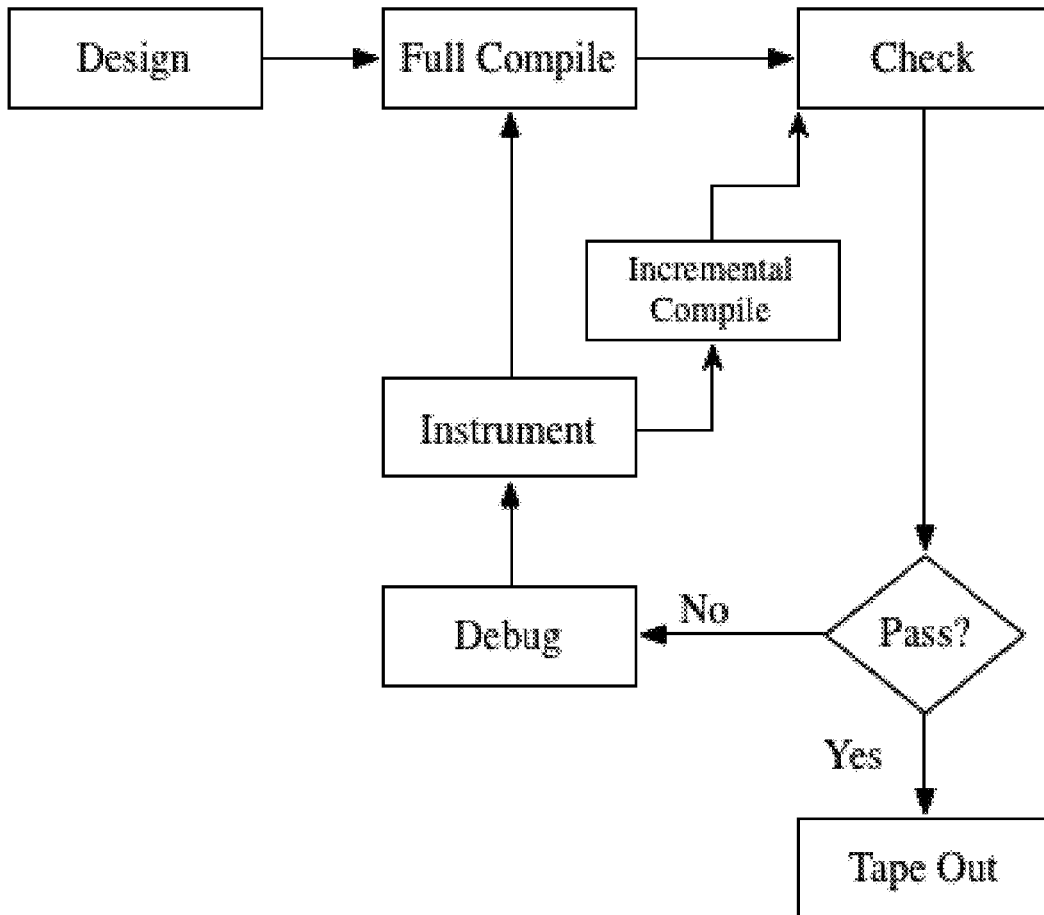 Design
Full Compile
Check
Incremental
Compile
Instrument
Debug
No
Pass?
Yes
Tape Out